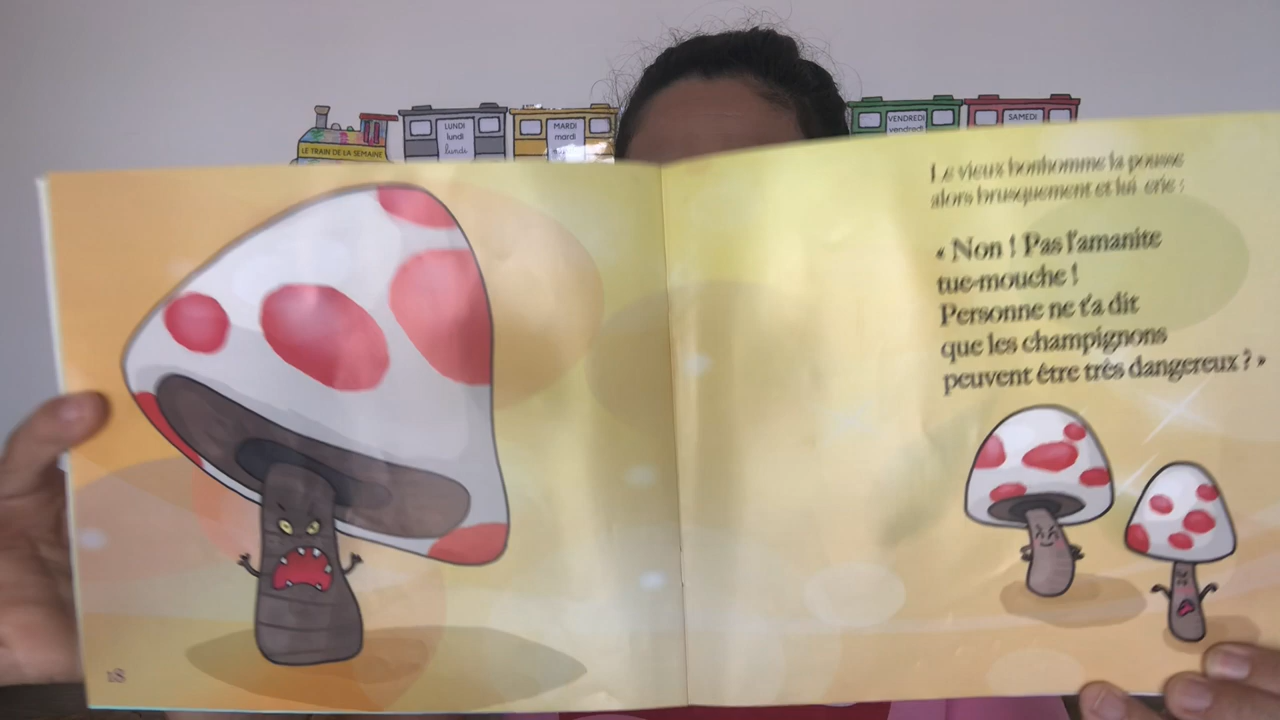 LE TRAIN DE LA SEMAINE
LUNDI
lundi
lundi
MARDI
mardi
VENDREDI
vendredi
SAMEDI
Le vieux bonhomme la pousse
alors brusquement et lui crie :
« Non ! Pas l'amanite
tue-mouche !
Personne ne t'a dit
que les champignons
peuvent être très dangereux ? »
18